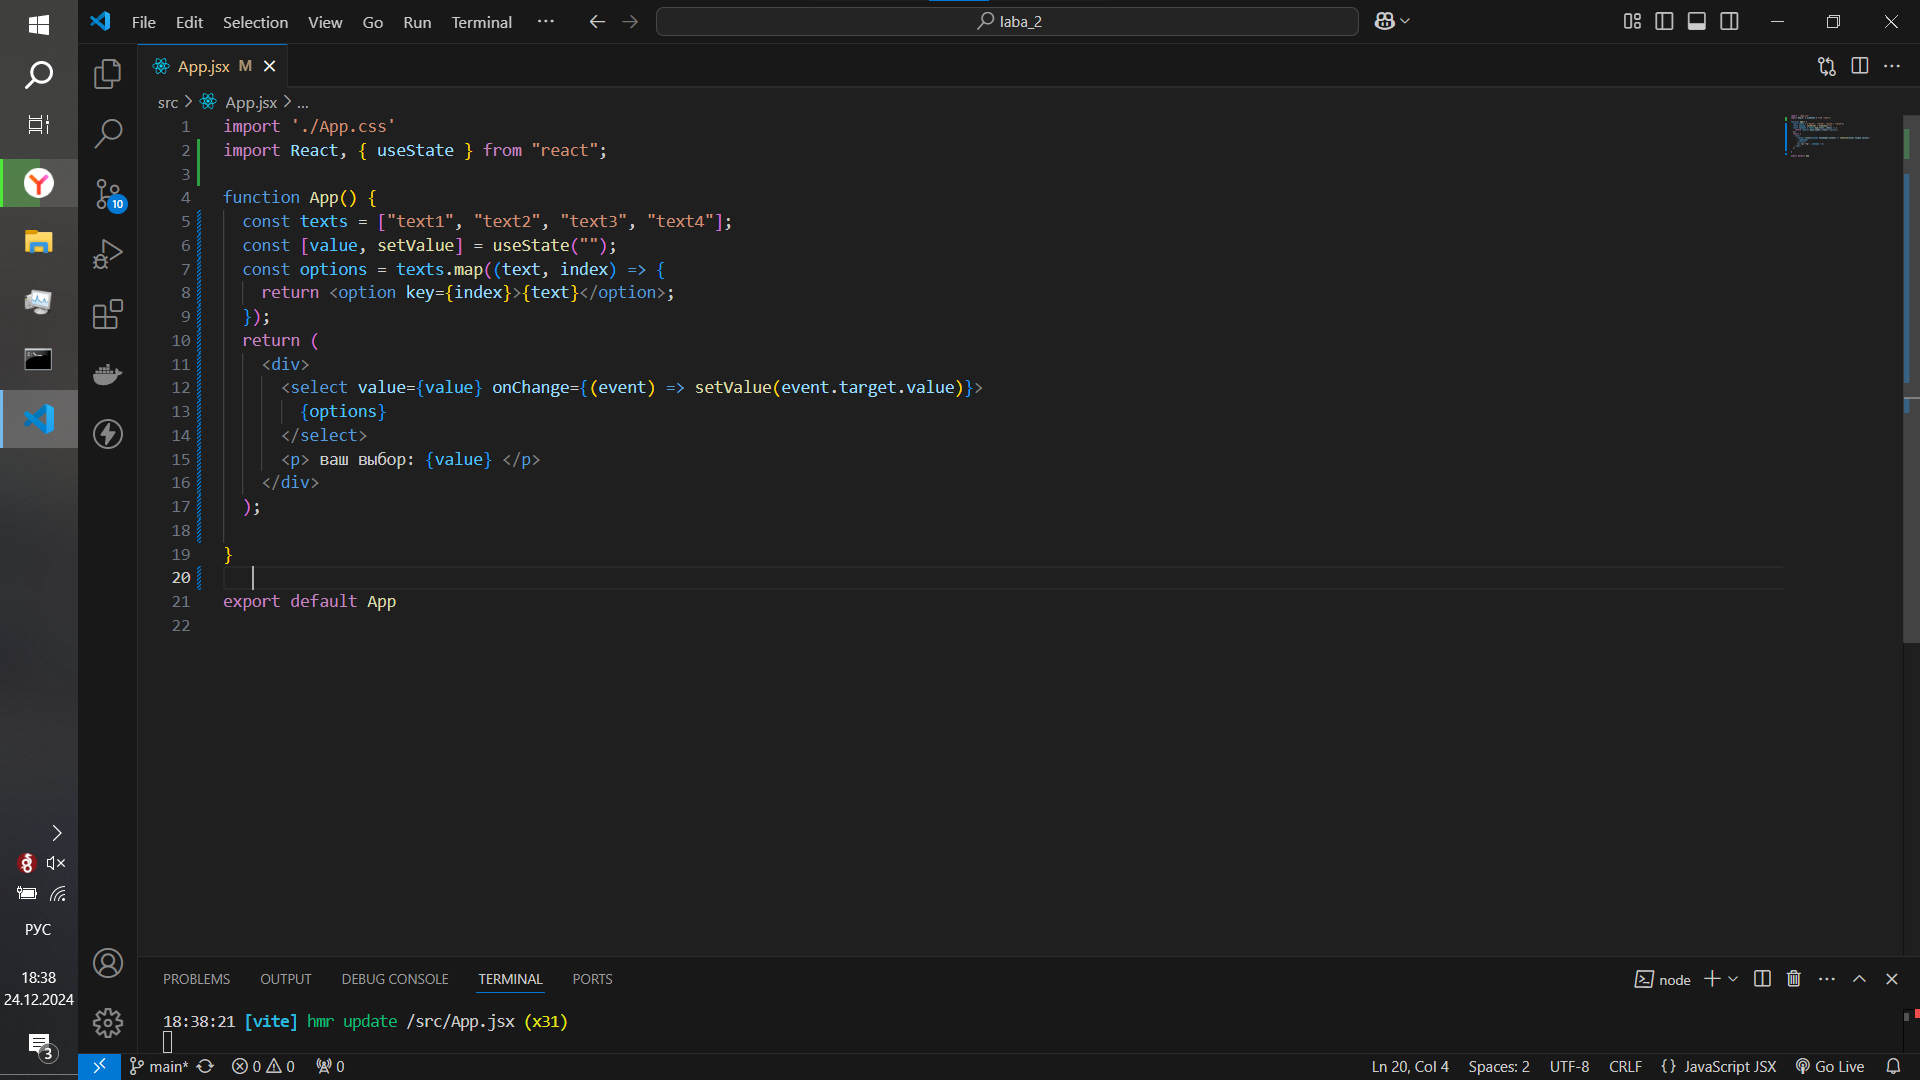 File Edit Selection View Go Run Terminal ··· laba_2
App.jsx M
src > App.jsx > ...
1 import './App.css'
2 import React, { useState } from "react";
3
4 function App() {
5 const texts = ["text1", "text2", "text3", "text4"];
6 const [value, setValue] = useState("");
7 const options = texts.map((text, index) => {
8 return <option key={index}>{text}</option>;
9 });
10 return (
11 <div>
12 <select value={value} onChange={(event) => setValue(event.target.value)}>
13 {options}
14 </select>
15 <p> ваш выбор: {value} </p>
16 </div>
17 );
18
19 }
20
21 export default App
22
10
РУС
18:38
24.12.2024
3
PROBLEMS OUTPUT DEBUG CONSOLE TERMINAL PORTS node
18:38:21 [vite] hmr update /src/App.jsx (x31)
main* 0 0 0 Ln 20, Col 4 Spaces: 2 UTF-8 CRLF {} JavaScript JSX Go Live